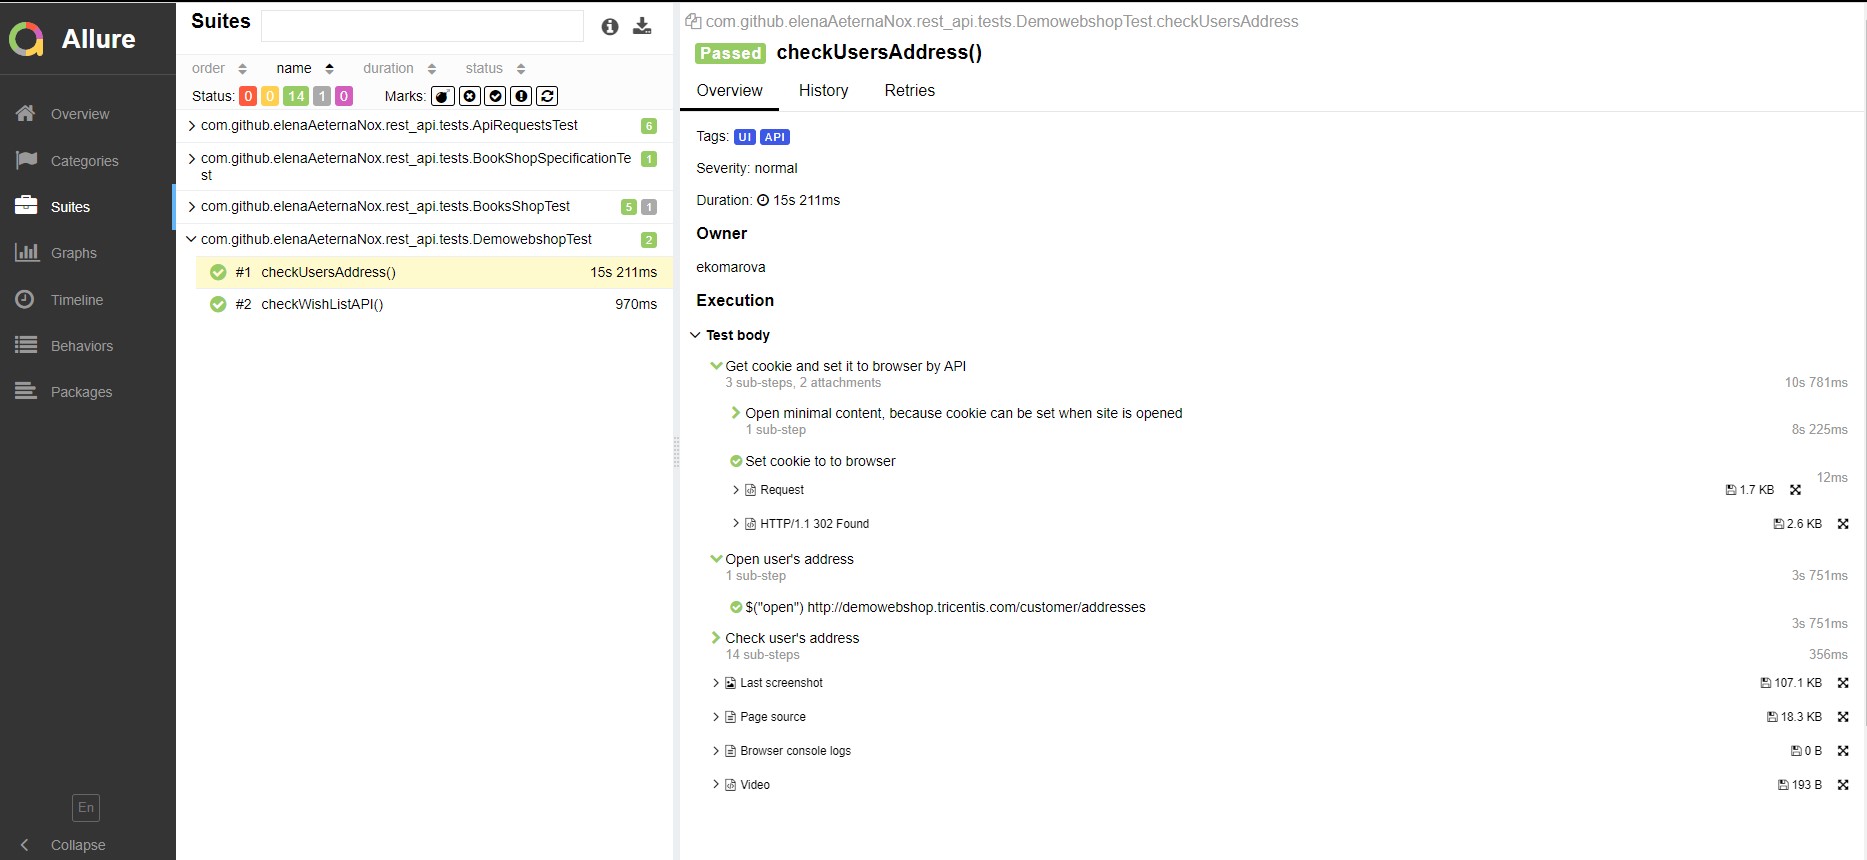 Allure
Overview
Categories
Suites
Graphs
Timeline
Behaviors
Packages
En
Collapse
Suites
order name duration status
Status: 0 0 14 1 0 Marks:
com.github.elenaAeternaNox.rest_api.tests.ApiRequestsTest 6
com.github.elenaAeternaNox.rest_api.tests.BookShopSpecificationTe
st 1
com.github.elenaAeternaNox.rest_api.tests.BooksShopTest 5 1
com.github.elenaAeternaNox.rest_api.tests.DemowebshopTest 2
#1 checkUsersAddress() 15s 211ms
#2 checkWishListAPI() 970ms
com.github.elenaAeternaNox.rest_api.tests.DemowebshopTest.checkUsersAddress
Passed checkUsersAddress()
Overview History Retries
Tags: UI API
Severity: normal
Duration: 15s 211ms
Owner
ekomarova
Execution
Test body
Get cookie and set it to browser by API
3 sub-steps, 2 attachments 10s 781ms
Open minimal content, because cookie can be set when site is opened
1 sub-step 8s 225ms
Set cookie to to browser
12ms
Request 1.7 KB
HTTP/1.1 302 Found 2.6 KB
Open user's address
1 sub-step 3s 751ms
$("open") http://demowebshop.tricentis.com/customer/addresses
3s 751ms
Check user's address
14 sub-steps 356ms
Last screenshot 107.1 KB
Page source 18.3 KB
Browser console logs 0 B
Video 193 B